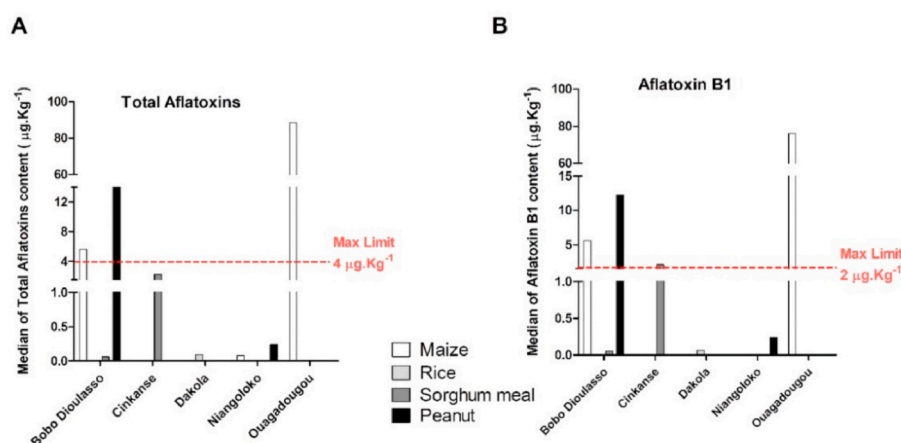 A
B
Total Aflatoxins
Aflatoxin B1
Median of Total Aflatoxins content ( µg.Kg⁻¹)
100
80
60
12
8
4
1.0
0.5
0.0
Max Limit
4 µg.Kg⁻¹
Bobo Dioulasso
Cinkanse
Dakola
Niangoloko
Ouagadougou
Maize
Rice
Sorghum meal
Peanut
Median of Aflatoxin B1 content (µg.Kg⁻¹)
100
80
60
15
10
5
1.0
0.5
0.0
Max Limit
2 µg.Kg⁻¹
Bobo Dioulasso
Cinkanse
Dakola
Niangoloko
Ouagadougou